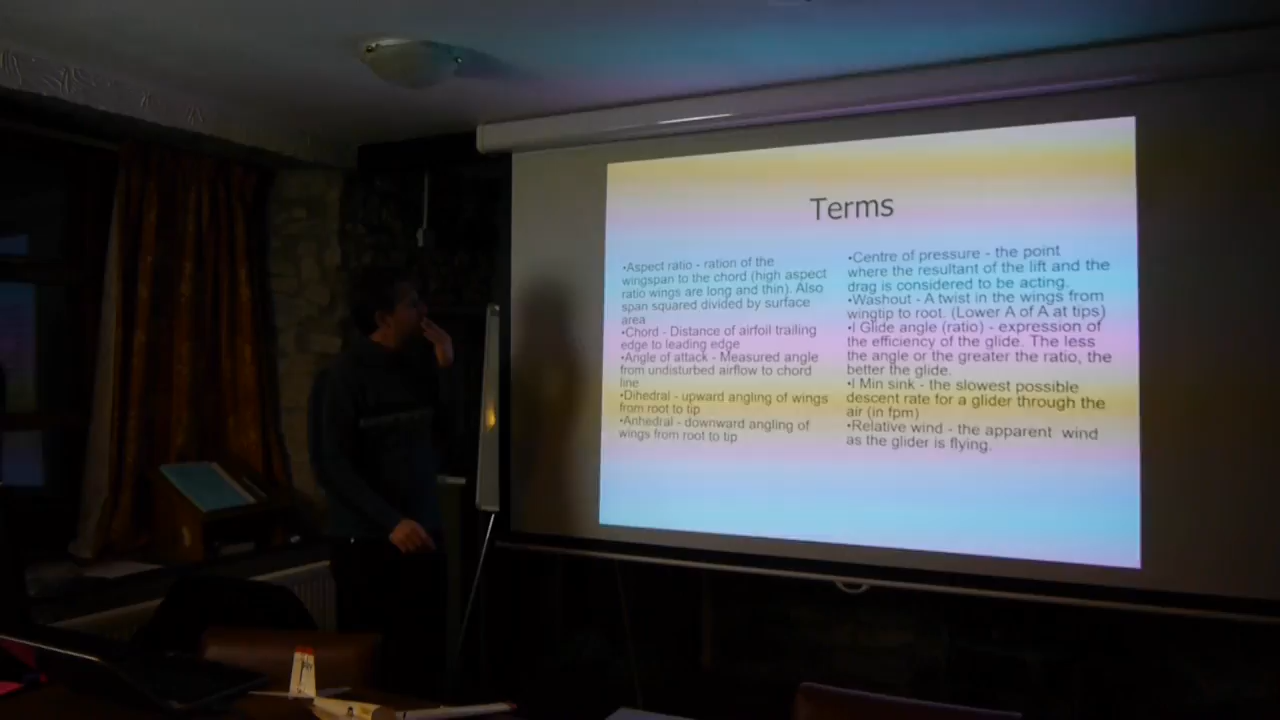 Terms
•Aspect ratio - ration of the
wingspan to the chord (high aspect
ratio wings are long and thin). Also
span squared divided by surface
area
•Chord - Distance of airfoil trailing
edge to leading edge
•Angle of attack - Measured angle
from undisturbed airflow to chord
line
•Dihedral - upward angling of wings
from root to tip
•Anhedral - downward angling of
wings from root to tip
•Centre of pressure - the point
where the resultant of the lift and the
drag is considered to be acting.
•Washout - A twist in the wings from
wingtip to root. (Lower A of A at tips)
•l Glide angle (ratio) - expression of
the efficiency of the glide. The less
the angle or the greater the ratio, the
better the glide.
•l Min sink - the slowest possible
descent rate for a glider through the
air (in fpm)
•Relative wind - the apparent wind
as the glider is flying.